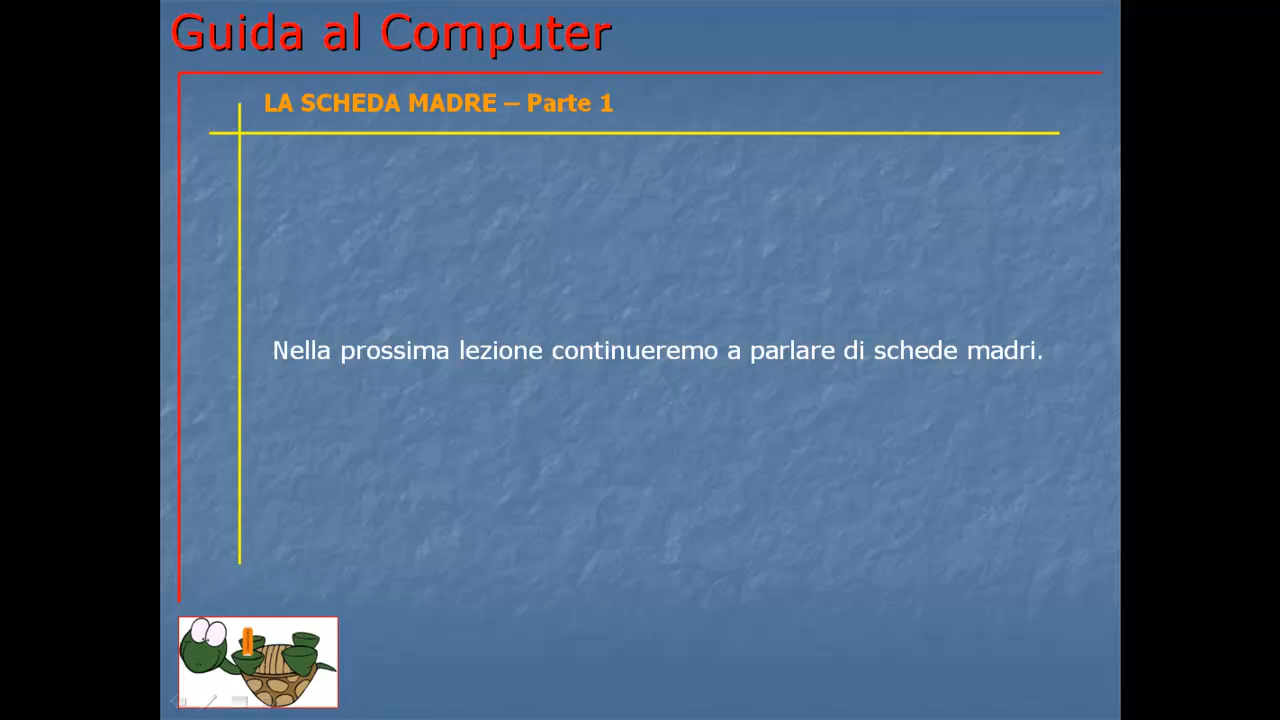 Guida al Computer
LA SCHEDA MADRE – Parte 1
Nella prossima lezione continueremo a parlare di schede madri.